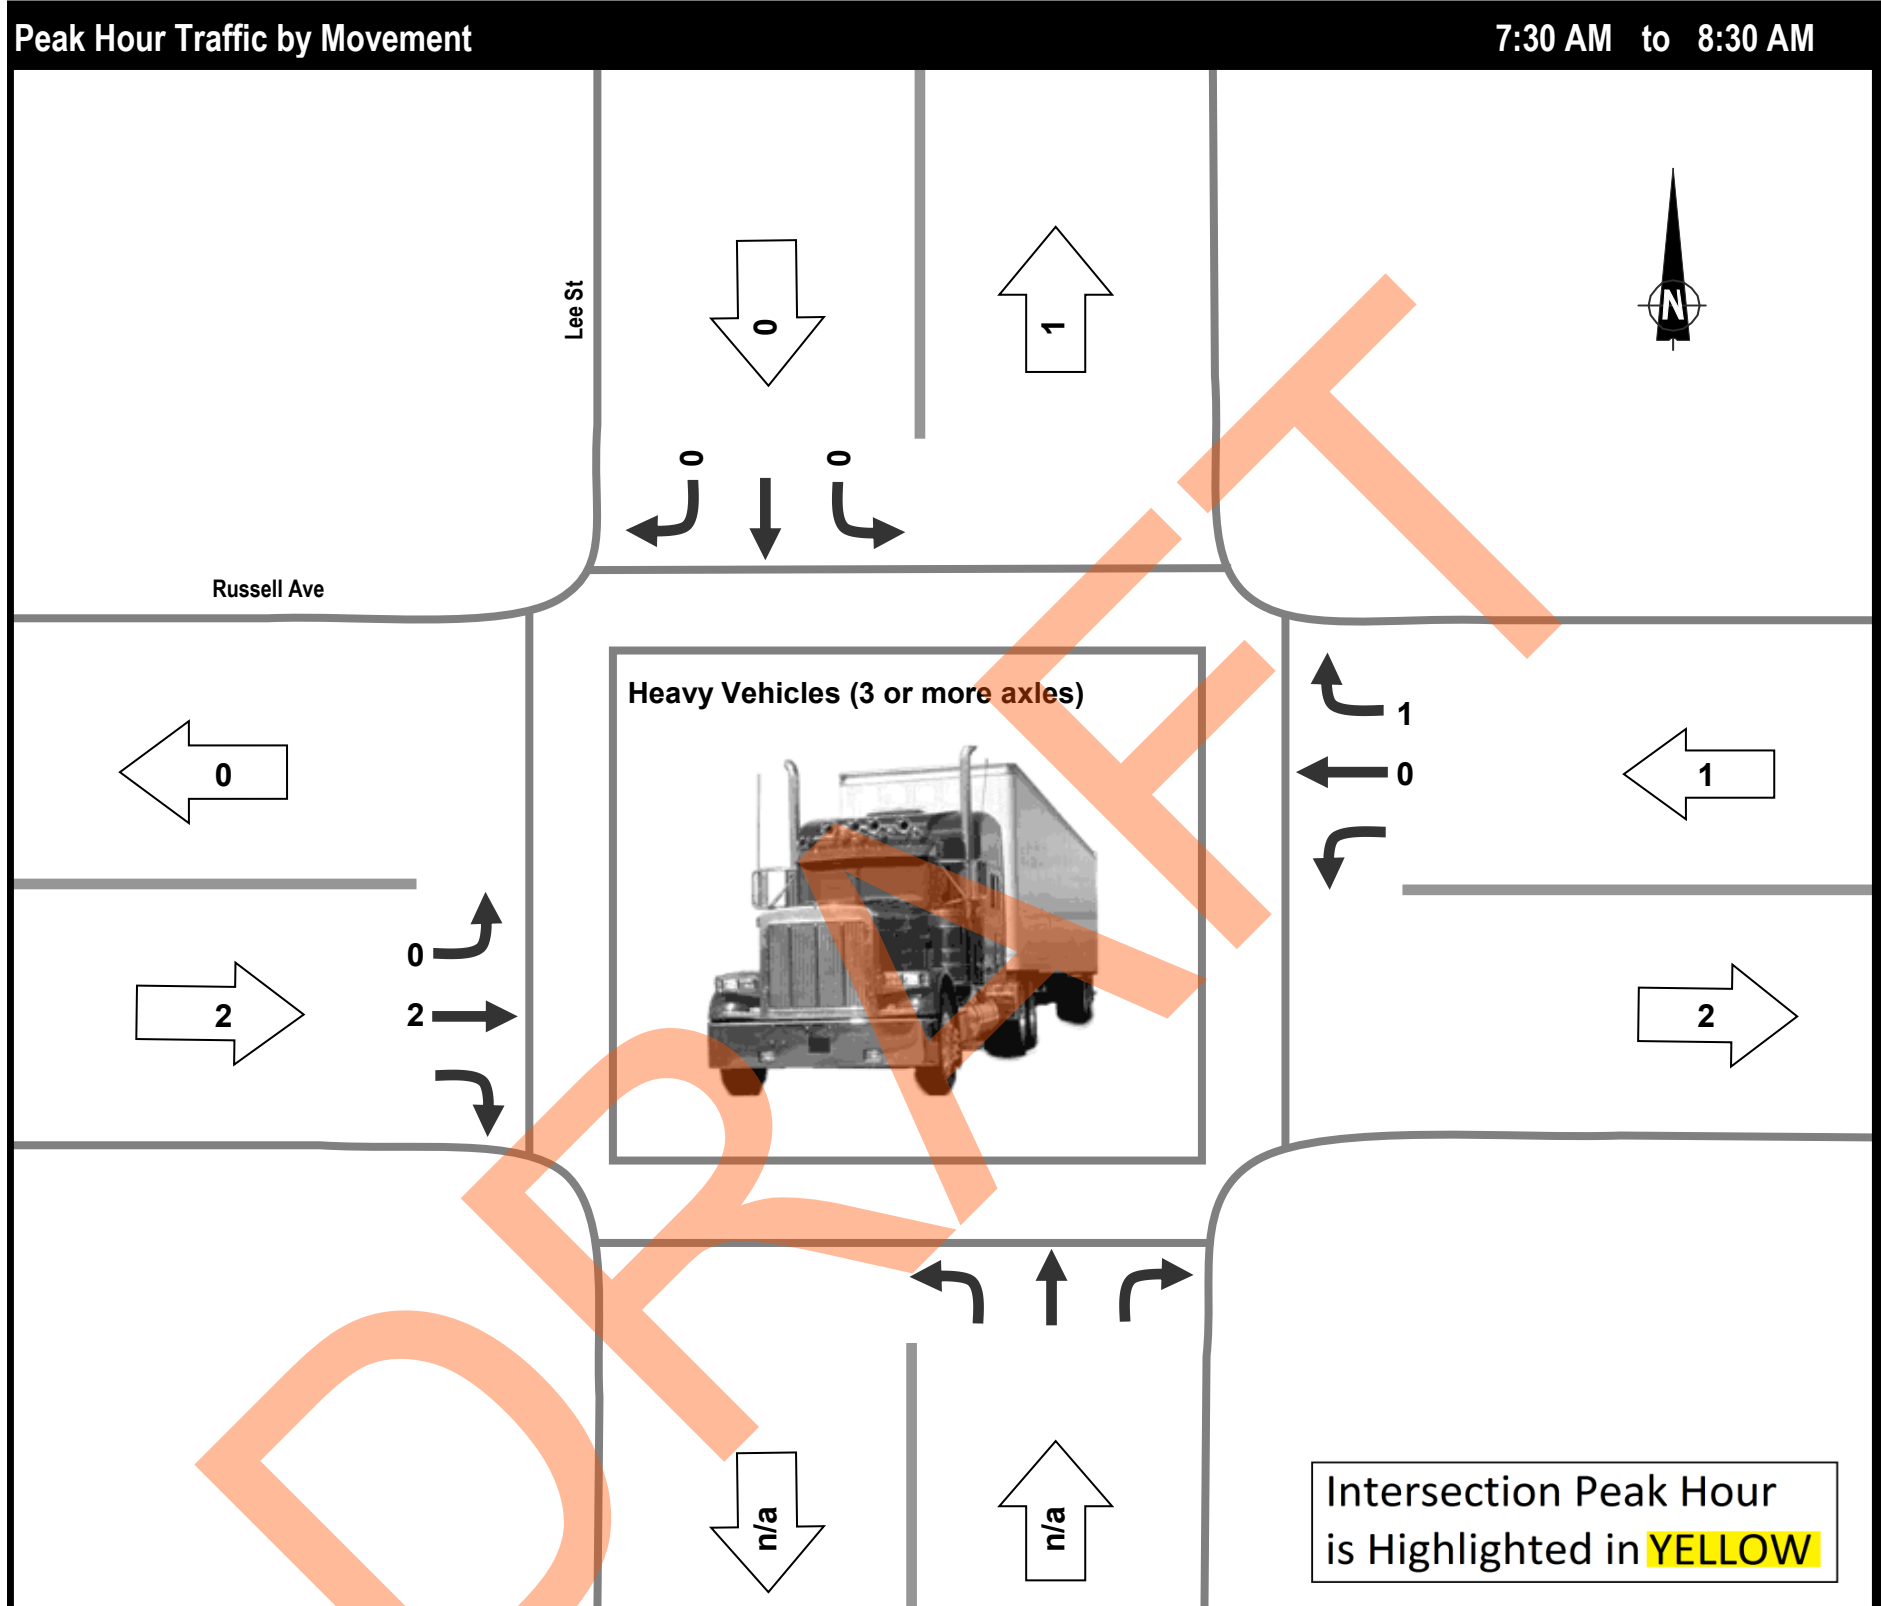 Peak Hour Traffic by Movement 7:30 AM to 8:30 AM
Lee St
0
1
N
0 0
Russell Ave
Heavy Vehicles (3 or more axles)
1
0 0 1
0
2 2 2
n/a n/a
Intersection Peak Hour
is Highlighted in YELLOW
DRAFT